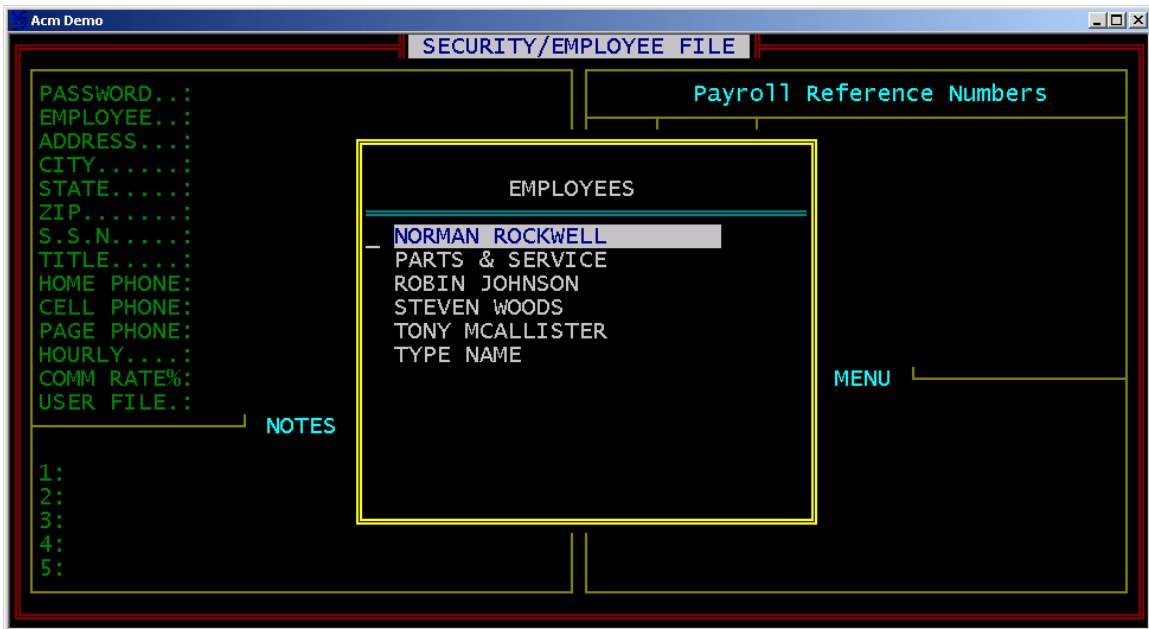 Acm Demo
SECURITY/EMPLOYEE FILE
PASSWORD..:
EMPLOYEE..:
ADDRESS...:
CITY......:
STATE.....:
ZIP.......:
S.S.N.....:
TITLE.....:
HOME PHONE:
CELL PHONE:
PAGE PHONE:
HOURLY....:
COMM RATE%:
USER FILE.:
NOTES
1:
2:
3:
4:
5:
EMPLOYEES
_ NORMAN ROCKWELL
PARTS & SERVICE
ROBIN JOHNSON
STEVEN WOODS
TONY MCALLISTER
TYPE NAME
Payroll Reference Numbers
MENU